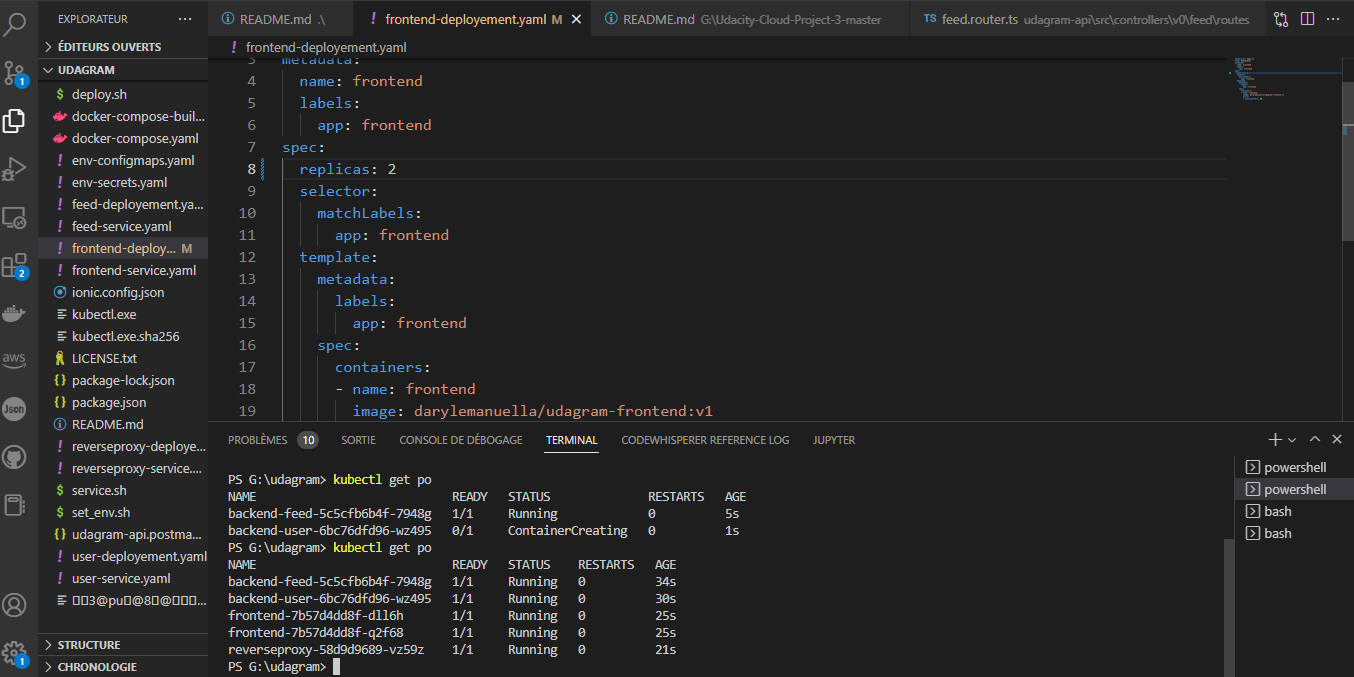 EXPLORATEUR
README.md .\
frontend-deployement.yaml M
README.md G:\Udacity-Cloud-Project-3-master
TS feed.router.ts udagram-api\src\controllers\v0\feed\routes
ÉDITEURS OUVERTS
UDAGRAM
deploy.sh
docker-compose-buil...
docker-compose.yaml
env-configmaps.yaml
env-secrets.yaml
feed-deployement.ya...
feed-service.yaml
frontend-deploy... M
frontend-service.yaml
ionic.config.json
kubectl.exe
kubectl.exe.sha256
LICENSE.txt
package-lock.json
package.json
README.md
reverseproxy-deploye...
reverseproxy-service....
service.sh
set_env.sh
udagram-api.postma...
user-deployement.yaml
user-service.yaml
STRUCTURE
CHRONOLOGIE
1
2
aws
Json
1
! frontend-deployement.yaml
3 metadata:
4 name: frontend
5 labels:
6 app: frontend
7 spec:
8 replicas: 2
9 selector:
10 matchLabels:
11 app: frontend
12 template:
13 metadata:
14 labels:
15 app: frontend
16 spec:
17 containers:
18 - name: frontend
19 image: darylemanuella/udagram-frontend:v1
PROBLÈMES 10 SORTIE CONSOLE DE DÉBOGAGE TERMINAL CODEWHISPERER REFERENCE LOG JUPYTER
PS G:\udagram> kubectl get po
NAME READY STATUS RESTARTS AGE
backend-feed-5c5cfb6b4f-7948g 1/1 Running 0 5s
backend-user-6bc76dfd96-wz495 0/1 ContainerCreating 0 1s
PS G:\udagram> kubectl get po
NAME READY STATUS RESTARTS AGE
backend-feed-5c5cfb6b4f-7948g 1/1 Running 0 34s
backend-user-6bc76dfd96-wz495 1/1 Running 0 30s
frontend-7b57d4dd8f-dll6h 1/1 Running 0 25s
frontend-7b57d4dd8f-q2f68 1/1 Running 0 25s
reverseproxy-58d9d9689-vz59z 1/1 Running 0 21s
PS G:\udagram>
powershell
powershell
bash
bash